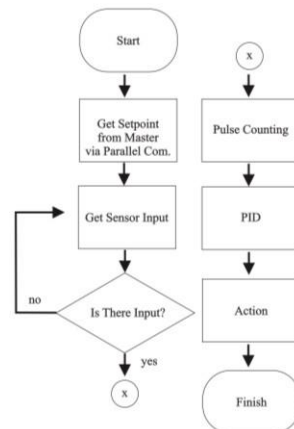 Start
Get Setpoint
from Master
via Parallel Com.
Get Sensor Input
no
Is There Input?
yes
x
x
Pulse Counting
PID
Action
Finish